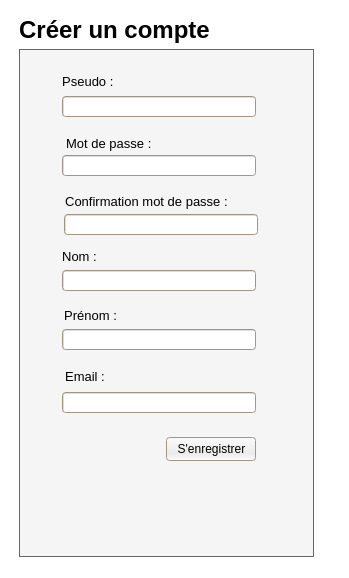 Créer un compte
Pseudo :
Mot de passe :
Confirmation mot de passe :
Nom :
Prénom :
Email :
S'enregistrer